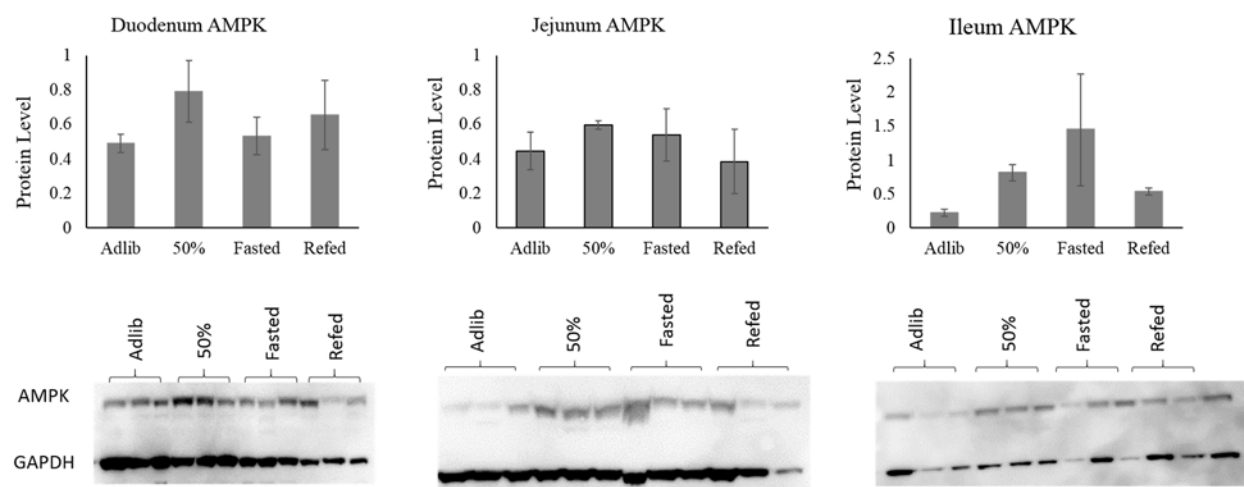 Duodenum AMPK
Protein Level
1
0.8
0.6
0.4
0.2
0
Adlib 50% Fasted Refed
Jejunum AMPK
Protein Level
1
0.8
0.6
0.4
0.2
0
Adlib 50% Fasted Refed
Ileum AMPK
Protein Level
2.5
2
1.5
1
0.5
0
Adlib 50% Fasted Refed
Adlib 50% Fasted Refed
Adlib 50% Fasted Refed
Adlib 50% Fasted Refed
AMPK
GAPDH